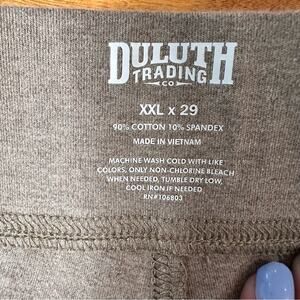 DULUTH
TRADING
CO
XXL x 29
90% COTTON 10% SPANDEX
MADE IN VIETNAM
MACHINE WASH COLD WITH LIKE
COLORS, ONLY NON-CHLORINE BLEACH
WHEN NEEDED, TUMBLE DRY LOW,
COOL IRON IF NEEDED
RN#106803